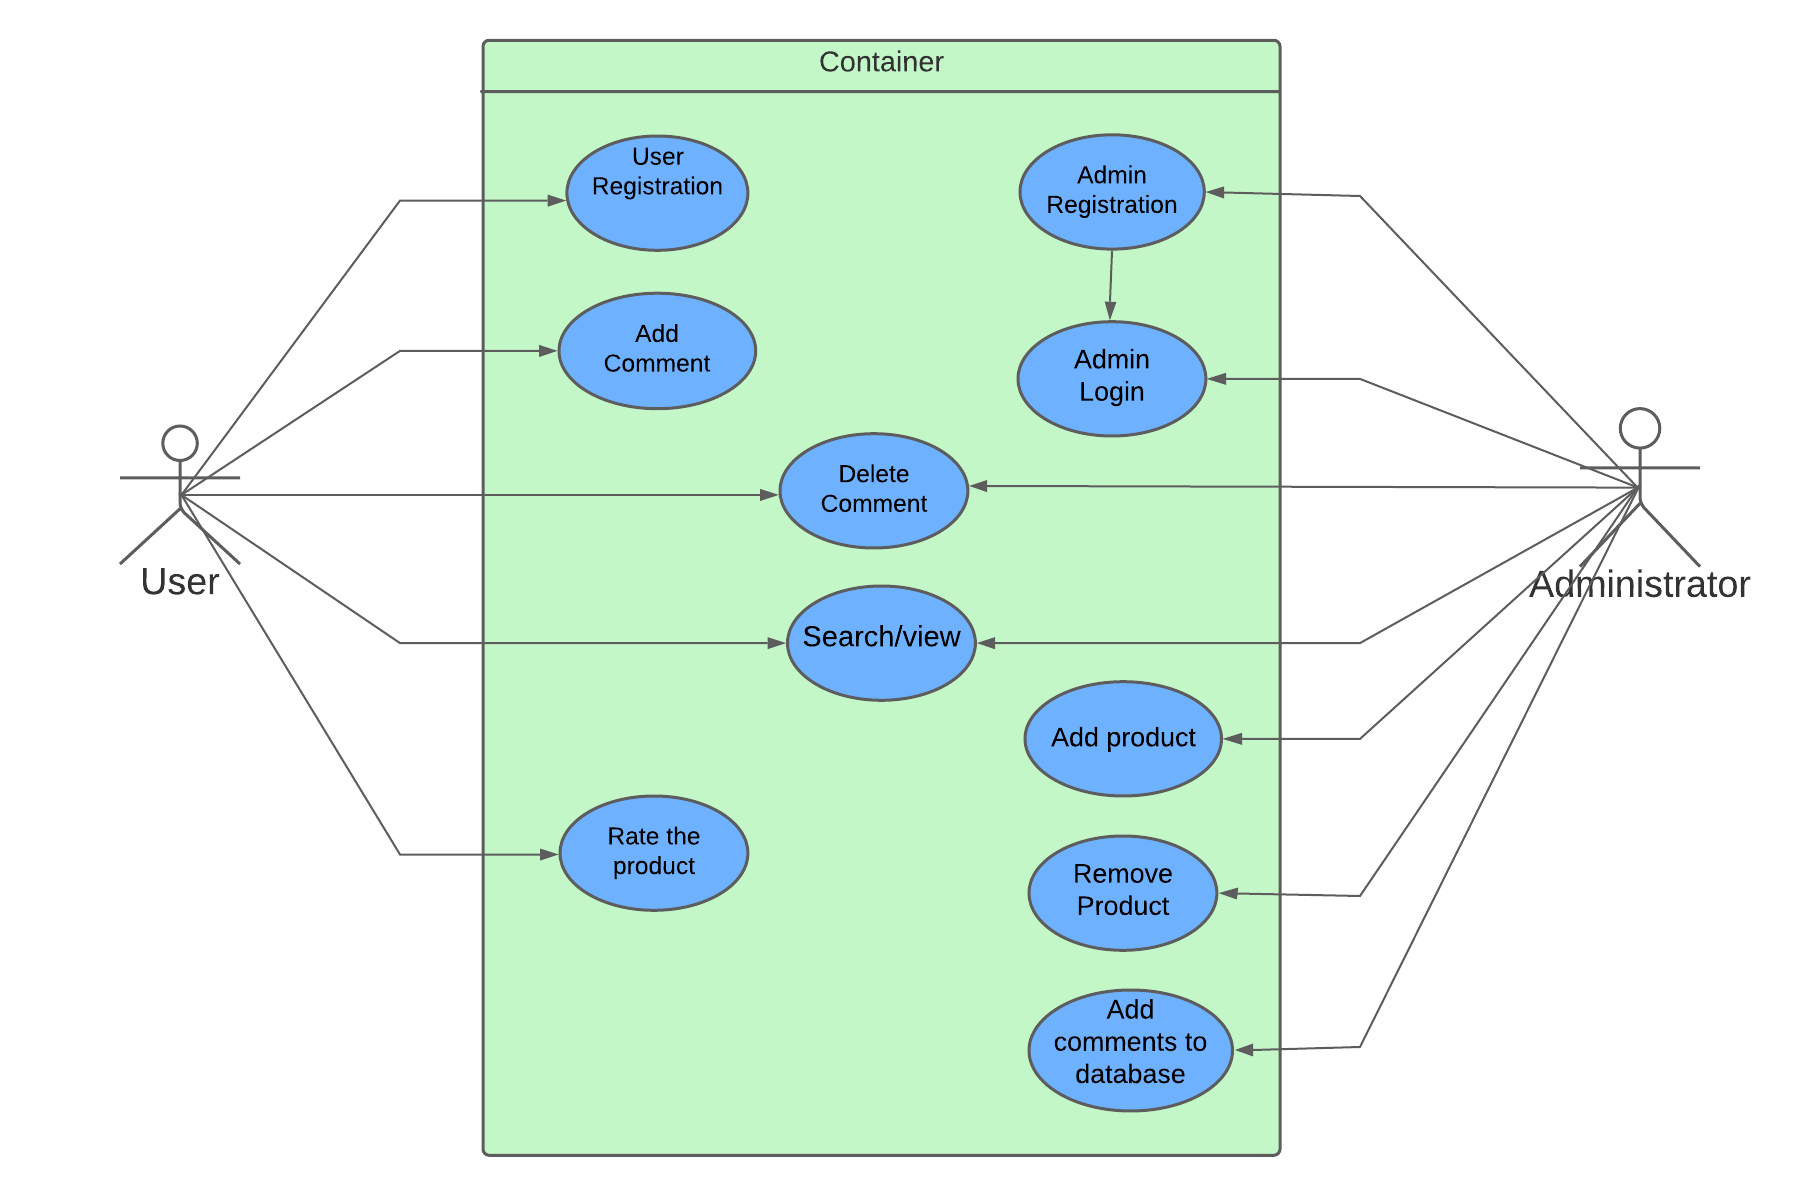 Container
User
Registration
Admin
Registration
Add
Comment
Admin
Login
Delete
Comment
User
Administrator
Search/view
Add product
Rate the
product
Remove
Product
Add
comments to
database